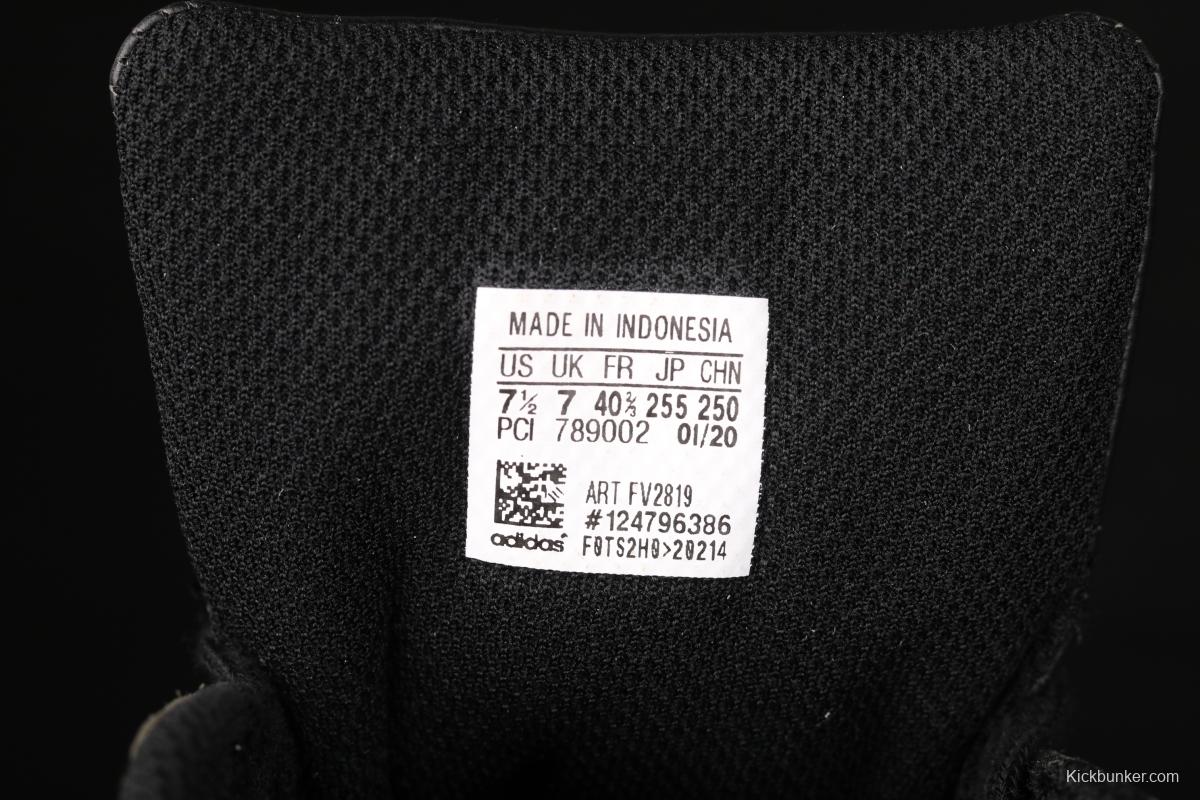 MADE IN INDONESIA
US UK FR JP CHN
7½ 7 40⅔ 255 250
PCI 789002 01/20
ART FV2819
#124796386
adidas F0TS2H0>20214
Kickbunker.com